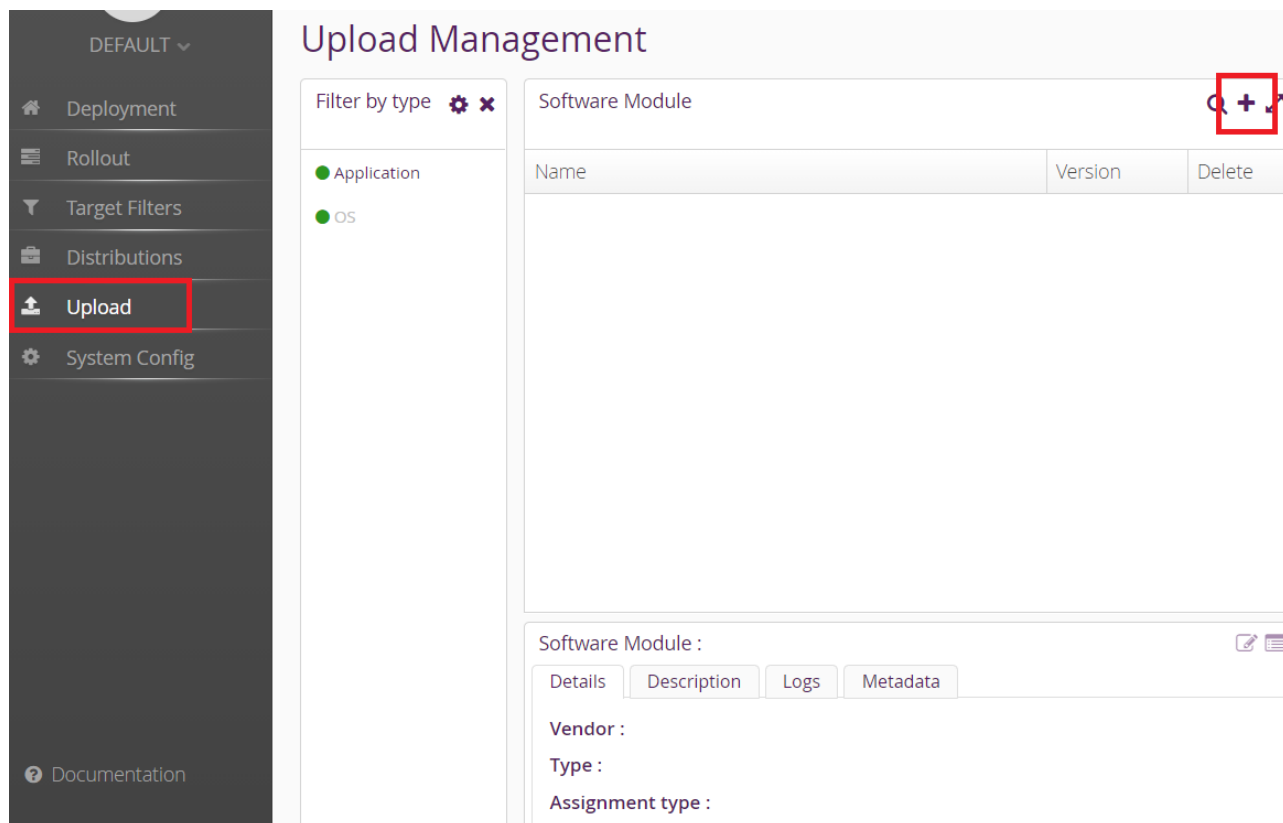 DEFAULT
Deployment
Rollout
Target Filters
Distributions
Upload
System Config
Documentation
Upload Management
Filter by type
Application
OS
Software Module
Name Version Delete
Software Module :
Details Description Logs Metadata
Vendor :
Type :
Assignment type :